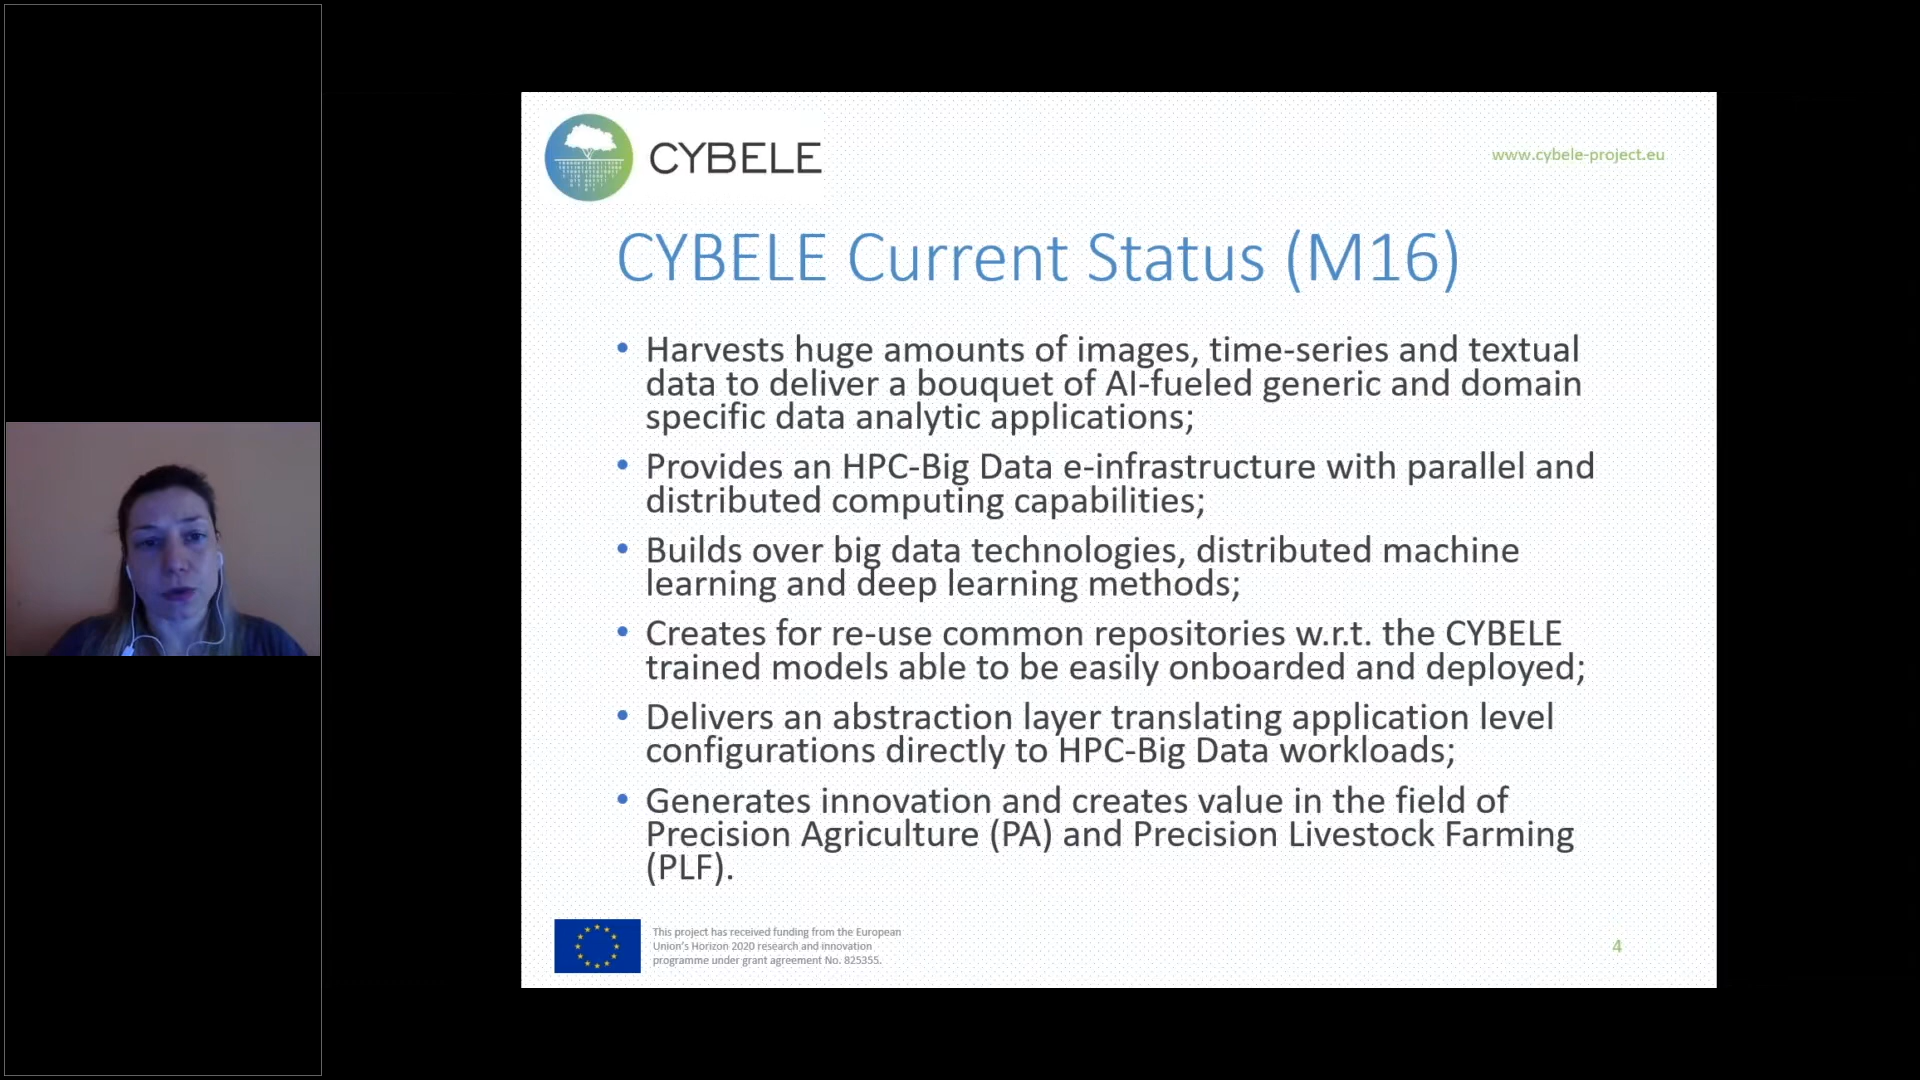 CYBELE
www.cybele-project.eu
CYBELE Current Status (M16)
• Harvests huge amounts of images, time-series and textual
data to deliver a bouquet of AI-fueled generic and domain
specific data analytic applications;
• Provides an HPC-Big Data e-infrastructure with parallel and
distributed computing capabilities;
• Builds over big data technologies, distributed machine
learning and deep learning methods;
• Creates for re-use common repositories w.r.t. the CYBELE
trained models able to be easily onboarded and deployed;
• Delivers an abstraction layer translating application level
configurations directly to HPC-Big Data workloads;
• Generates innovation and creates value in the field of
Precision Agriculture (PA) and Precision Livestock Farming
(PLF).
This project has received funding from the European
Union's Horizon 2020 research and innovation
programme under grant agreement No. 825355.
4